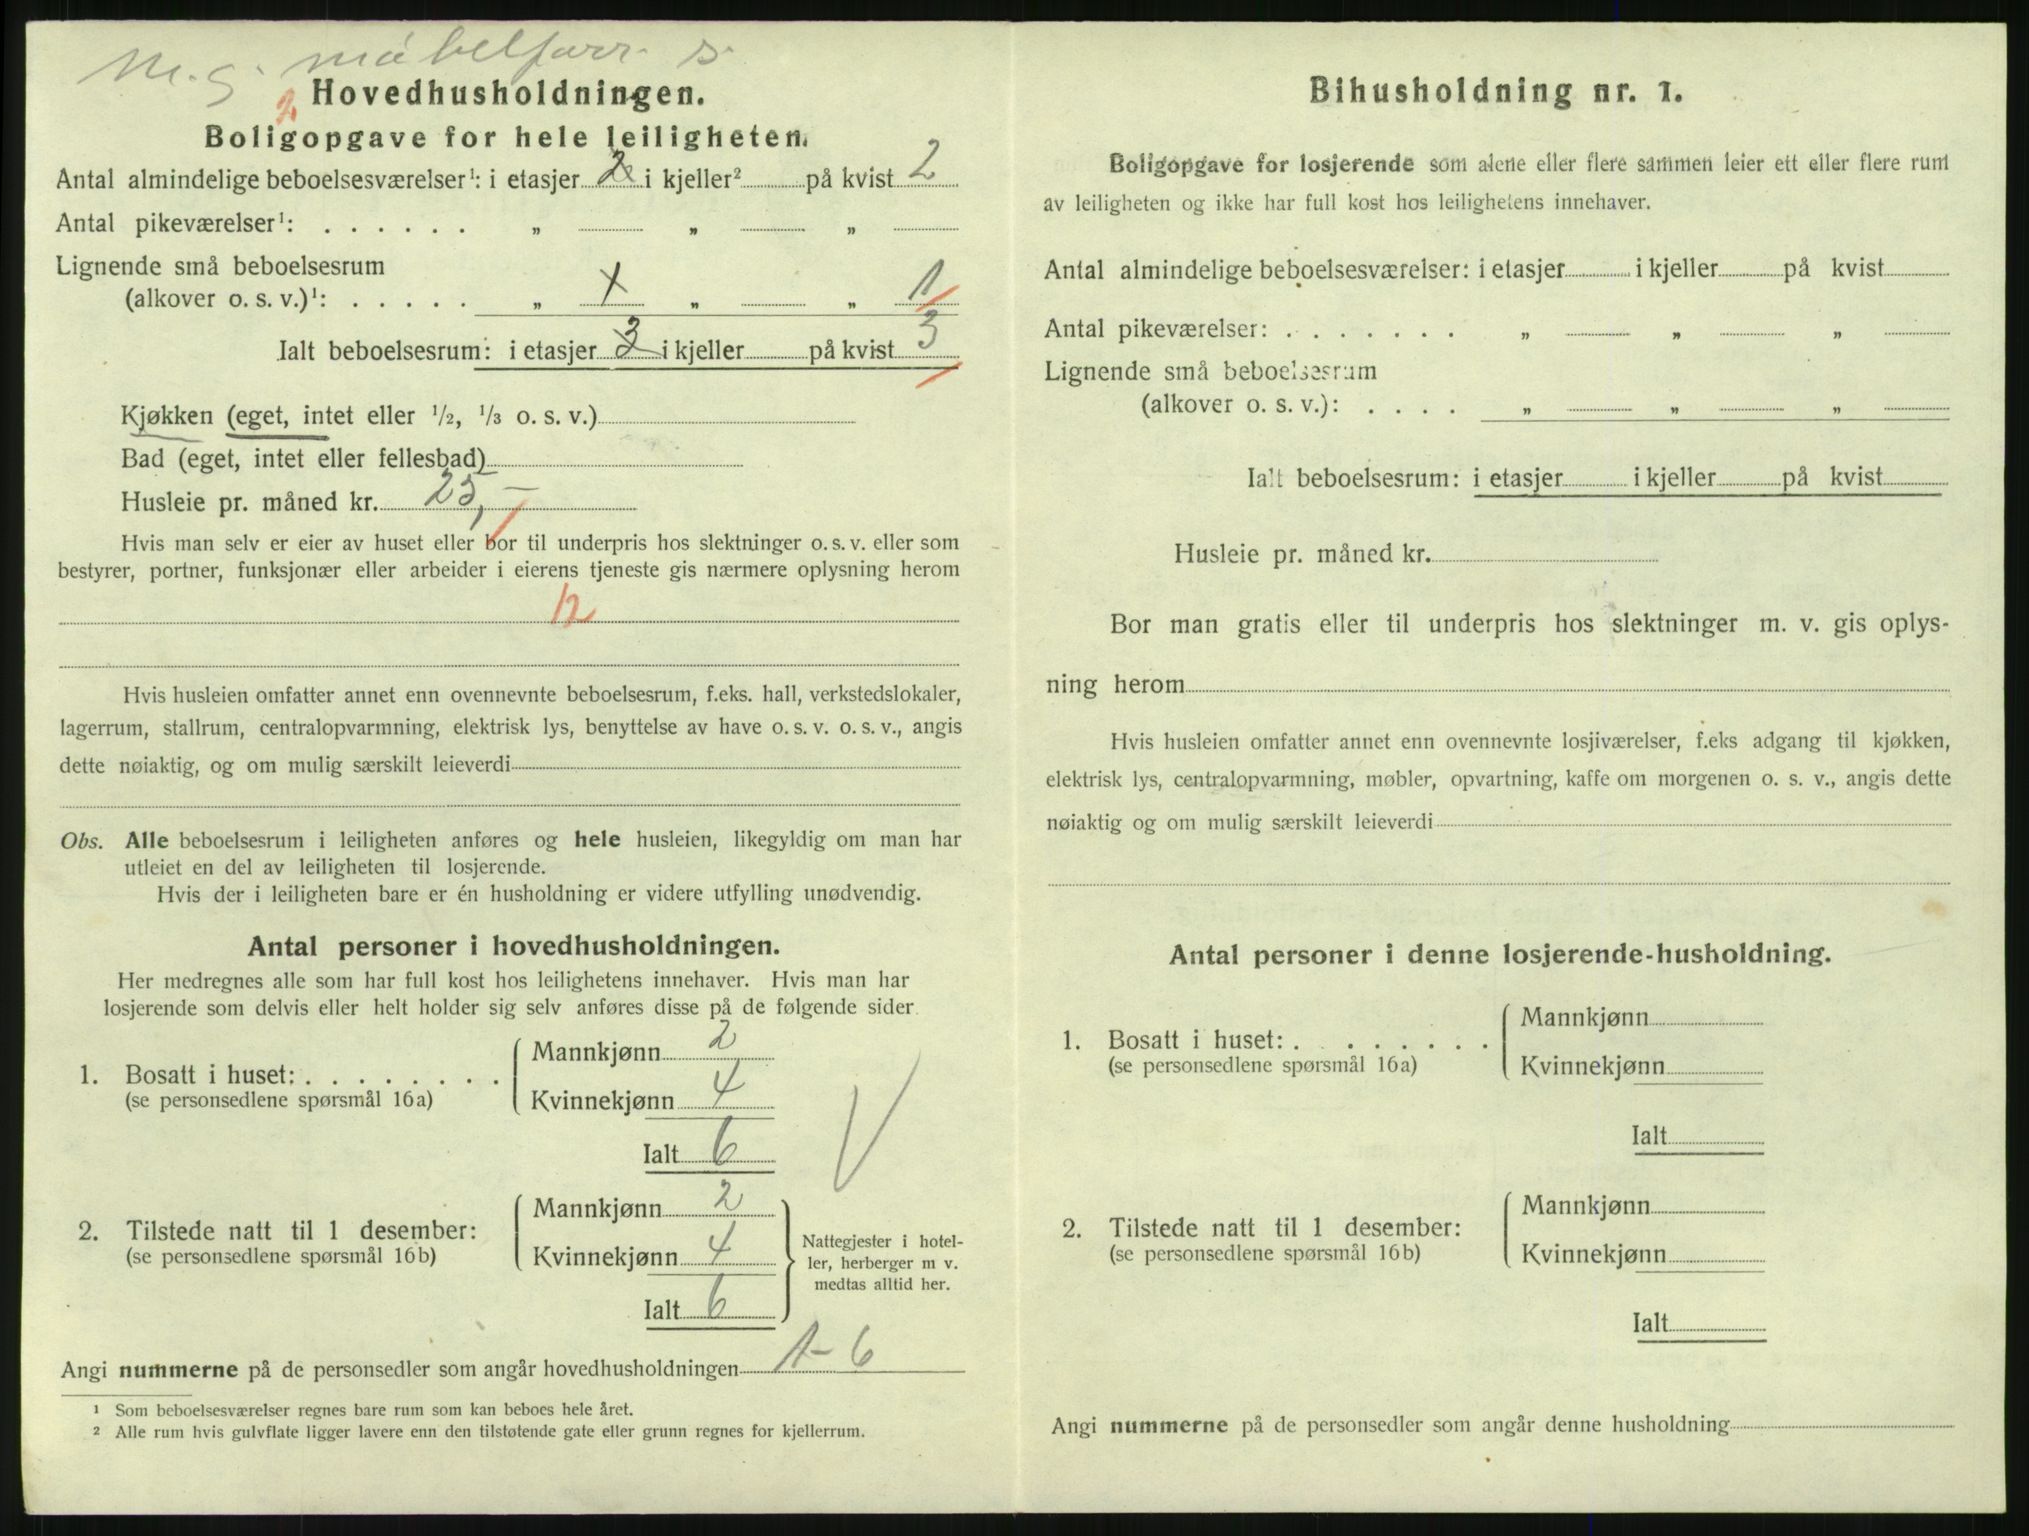 M. g. møbelforr. s.
2
Hovedhusholdningen.
Boligopgave for hele leiligheten.
Antal almindelige beboelsesværelser¹: i etasjer 2 i kjeller² på kvist 2
Antal pikeværelser¹: . . . . . . „ „ „
Lignende små beboelsesrum
(alkover o. s. v.)¹: . . . . . „ 1 „ „ 1
Ialt beboelsesrum: i etasjer 3 i kjeller på kvist 3
Kjøkken (eget, intet eller 1/2, 1/3 o. s. v.)
Bad (eget, intet eller fellesbad)
Husleie pr. måned kr. 25,-
Hvis man selv er eier av huset eller bor til underpris hos slektninger o. s. v. eller som
bestyrer, portner, funksjonær eller arbeider i eierens tjeneste gis nærmere oplysning herom
12
Hvis husleien omfatter annet enn ovennevnte beboelsesrum, f.eks. hall, verkstedslokaler,
lagerrum, stallrum, centralopvarmning, elektrisk lys, benyttelse av have o. s. v. o. s. v., angis
dette nøiaktig, og om mulig særskilt leieverdi
Obs. Alle beboelsesrum i leiligheten anføres og hele husleien, likegyldig om man har
utleiet en del av leiligheten til losjerende.
Hvis der i leiligheten bare er én husholdning er videre utfylling unødvendig.
Antal personer i hovedhusholdningen.
Her medregnes alle som har full kost hos leilighetens innehaver. Hvis man har
losjerende som delvis eller helt holder sig selv anføres disse på de følgende sider.
1. Bosatt i huset: . . . . . . . . Mannkjønn 2
(se personsedlene spørsmål 16a) Kvinnekjønn 4
Ialt 6
2. Tilstede natt til 1 desember: Mannkjønn 2
(se personsedlene spørsmål 16b) Kvinnekjønn 4
Ialt 6
Nattegjester i hotel-
ler, herberger m v.
medtas alltid her.
Angi nummerne på de personsedler som angår hovedhusholdningen 1-6
¹ Som beboelsesværelser regnes bare rum som kan beboes hele året.
² Alle rum hvis gulvflate ligger lavere enn den tilstøtende gate eller grunn regnes for kjellerrum.
Bihusholdning nr. 1.
Boligopgave for losjerende som alene eller flere sammen leier ett eller flere rum
av leiligheten og ikke har full kost hos leilighetens innehaver.
Antal almindelige beboelsesværelser: i etasjer i kjeller på kvist
Antal pikeværelser: . . . . . . . „ „ „
Lignende små beboelsesrum
(alkover o. s. v.): . . . . „ „ „
Ialt beboelsesrum: i etasjer i kjeller på kvist
Husleie pr. måned kr.
Bor man gratis eller til underpris hos slektninger m. v. gis oplys-
ning herom
Hvis husleien omfatter annet enn ovennevnte losjiværelser, f.eks adgang til kjøkken,
elektrisk lys, centralopvarmning, møbler, opvartning, kaffe om morgenen o. s. v., angis dette
nøiaktig og om mulig særskilt leieverdi
Antal personer i denne losjerende-husholdning.
1. Bosatt i huset: . . . . . . . . Mannkjønn
(se personsedlene spørsmål 16a) Kvinnekjønn
Ialt
2. Tilstede natt til 1 desember: Mannkjønn
(se personsedlene spørsmål 16b) Kvinnekjønn
Ialt
Angi nummerne på de personsedler som angår denne husholdning